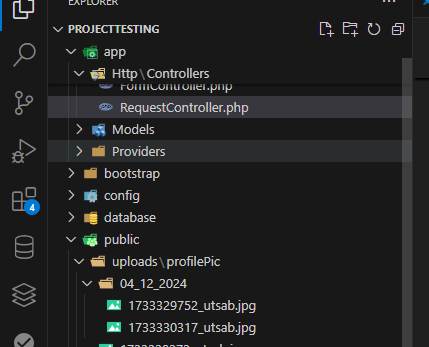 EXPLORER
PROJECTTESTING
app
Http\Controllers
FormController.php
RequestController.php
Models
Providers
bootstrap
config
4
database
public
uploads\profilePic
04_12_2024
1733329752_utsab.jpg
1733330317_utsab.jpg